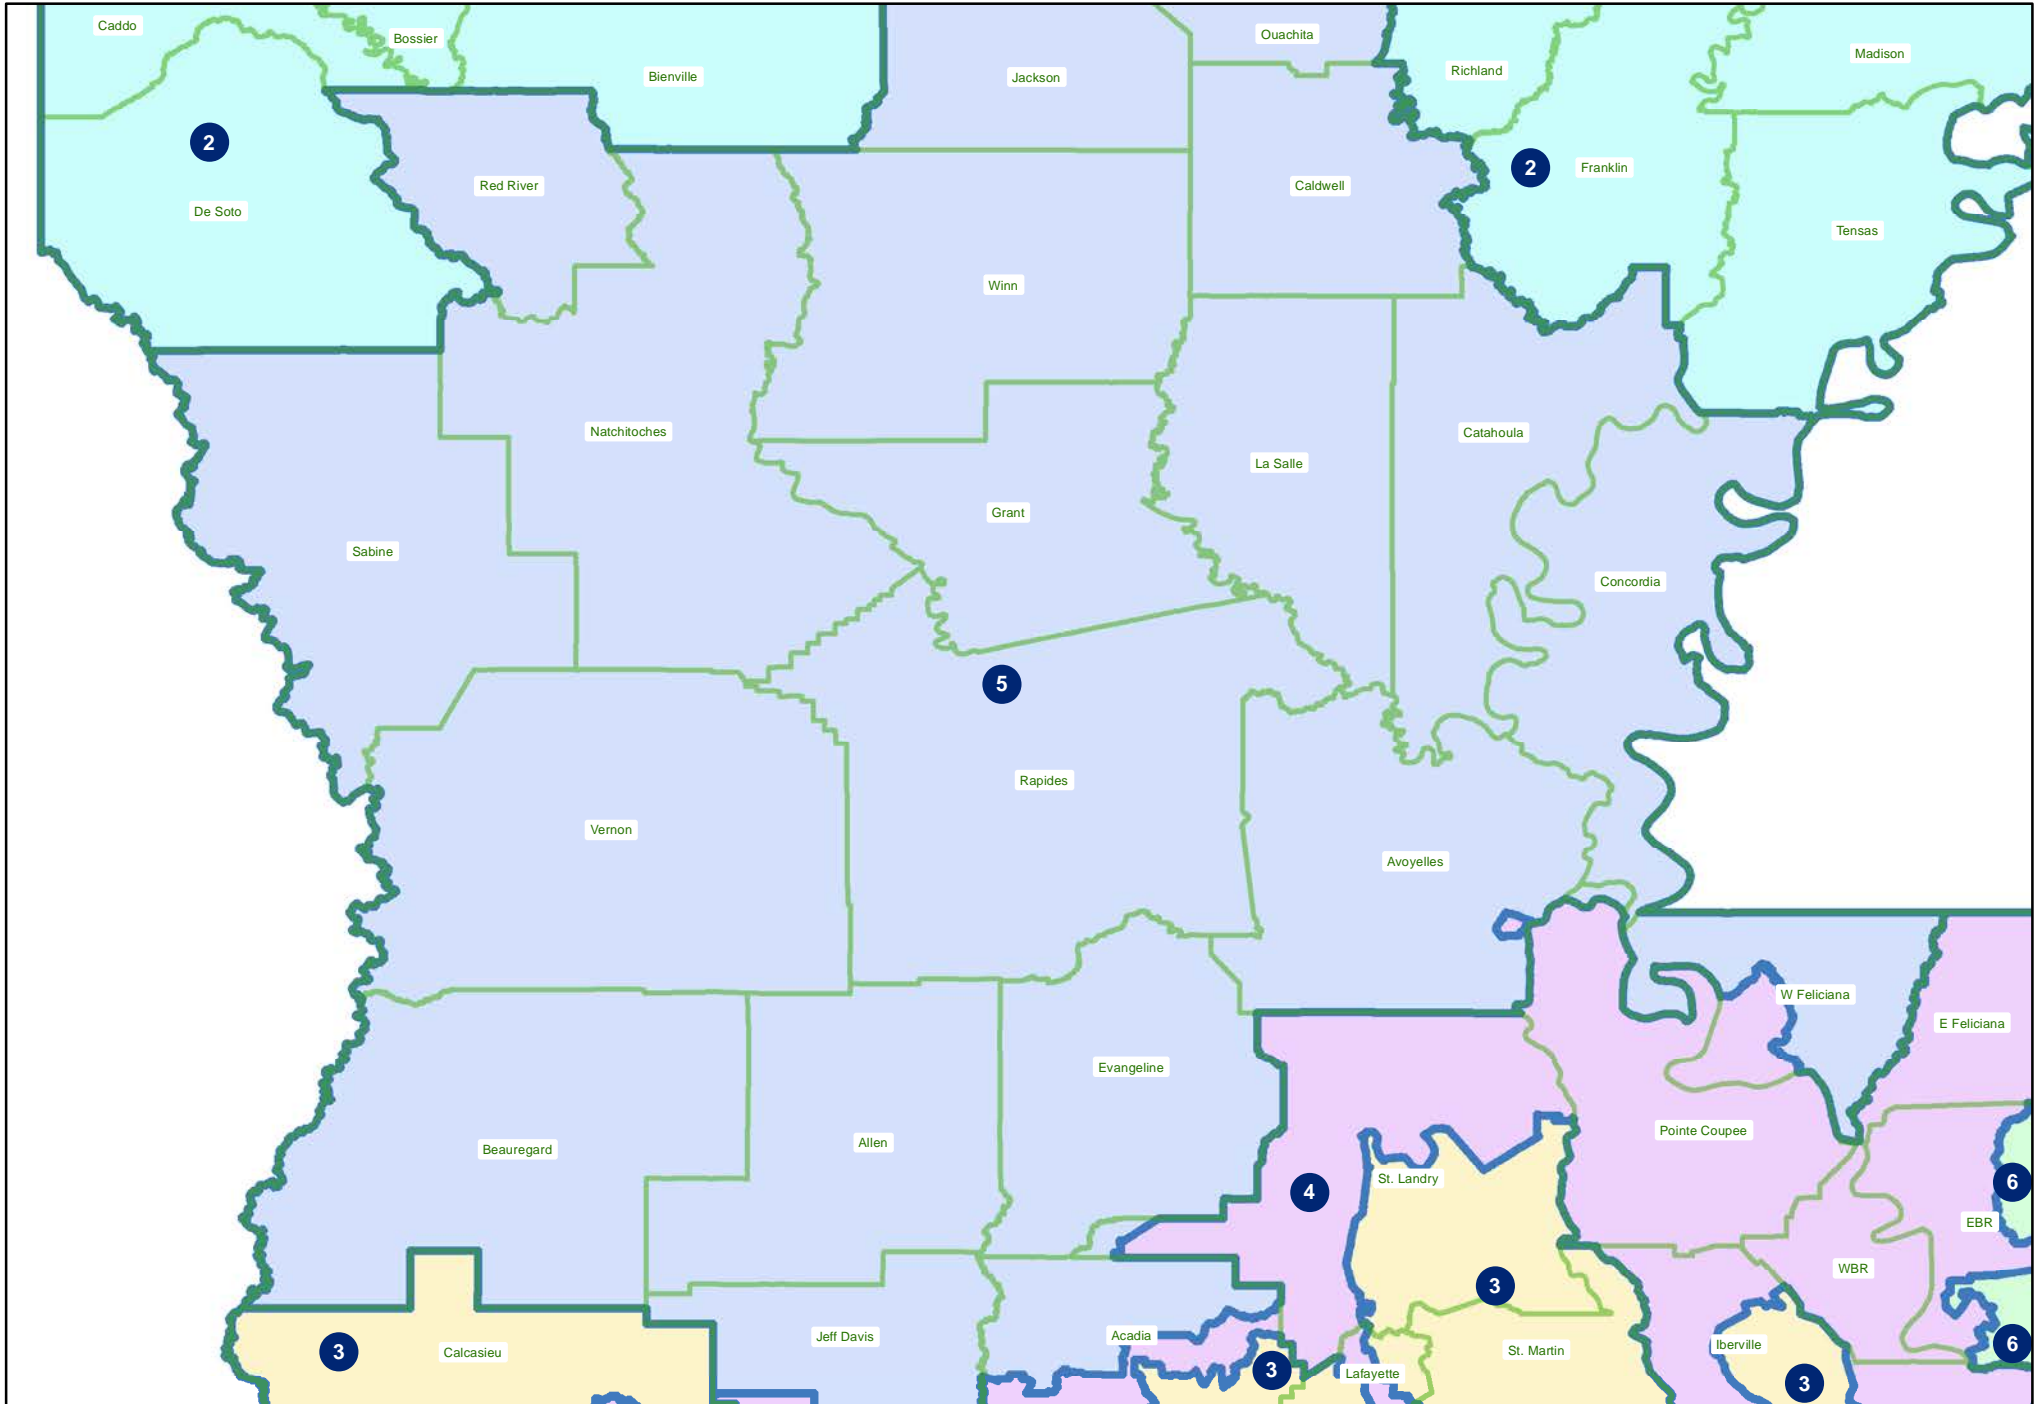 Caddo
Bossier
Bienville
Jackson
Ouachita
Richland
Madison
2
De Soto
Red River
Caldwell
2
Franklin
Tensas
Winn
Natchitoches
Catahoula
La Salle
Grant
Sabine
Concordia
5
Rapides
Vernon
Avoyelles
W Feliciana
E Feliciana
Evangeline
Pointe Coupee
Allen
Beauregard
St. Landry
4
6
EBR
WBR
3
Jeff Davis
Acadia
Iberville
6
3
Calcasieu
St. Martin
3
Lafayette
3